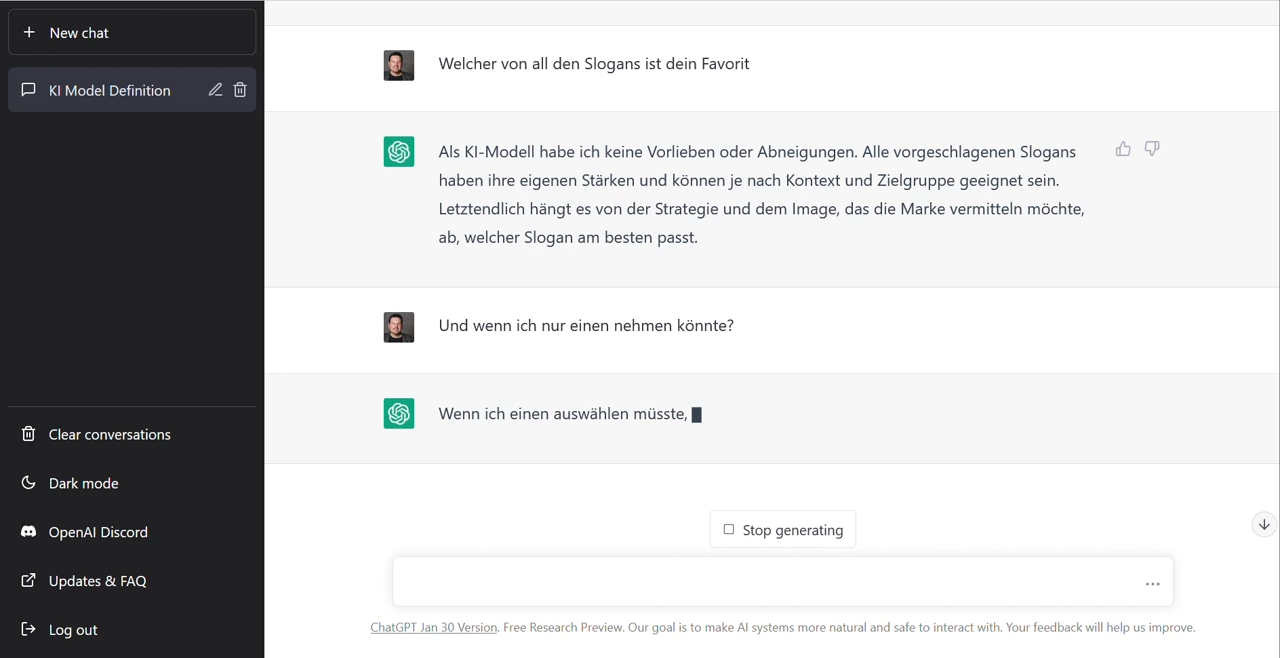 New chat
KI Model Definition
Clear conversations
Dark mode
OpenAI Discord
Updates & FAQ
Log out
Welcher von all den Slogans ist dein Favorit
Als KI-Modell habe ich keine Vorlieben oder Abneigungen. Alle vorgeschlagenen Slogans
haben ihre eigenen Stärken und können je nach Kontext und Zielgruppe geeignet sein.
Letztendlich hängt es von der Strategie und dem Image, das die Marke vermitteln möchte,
ab, welcher Slogan am besten passt.
Und wenn ich nur einen nehmen könnte?
Wenn ich einen auswählen müsste,
Stop generating
ChatGPT Jan 30 Version. Free Research Preview. Our goal is to make AI systems more natural and safe to interact with. Your feedback will help us improve.